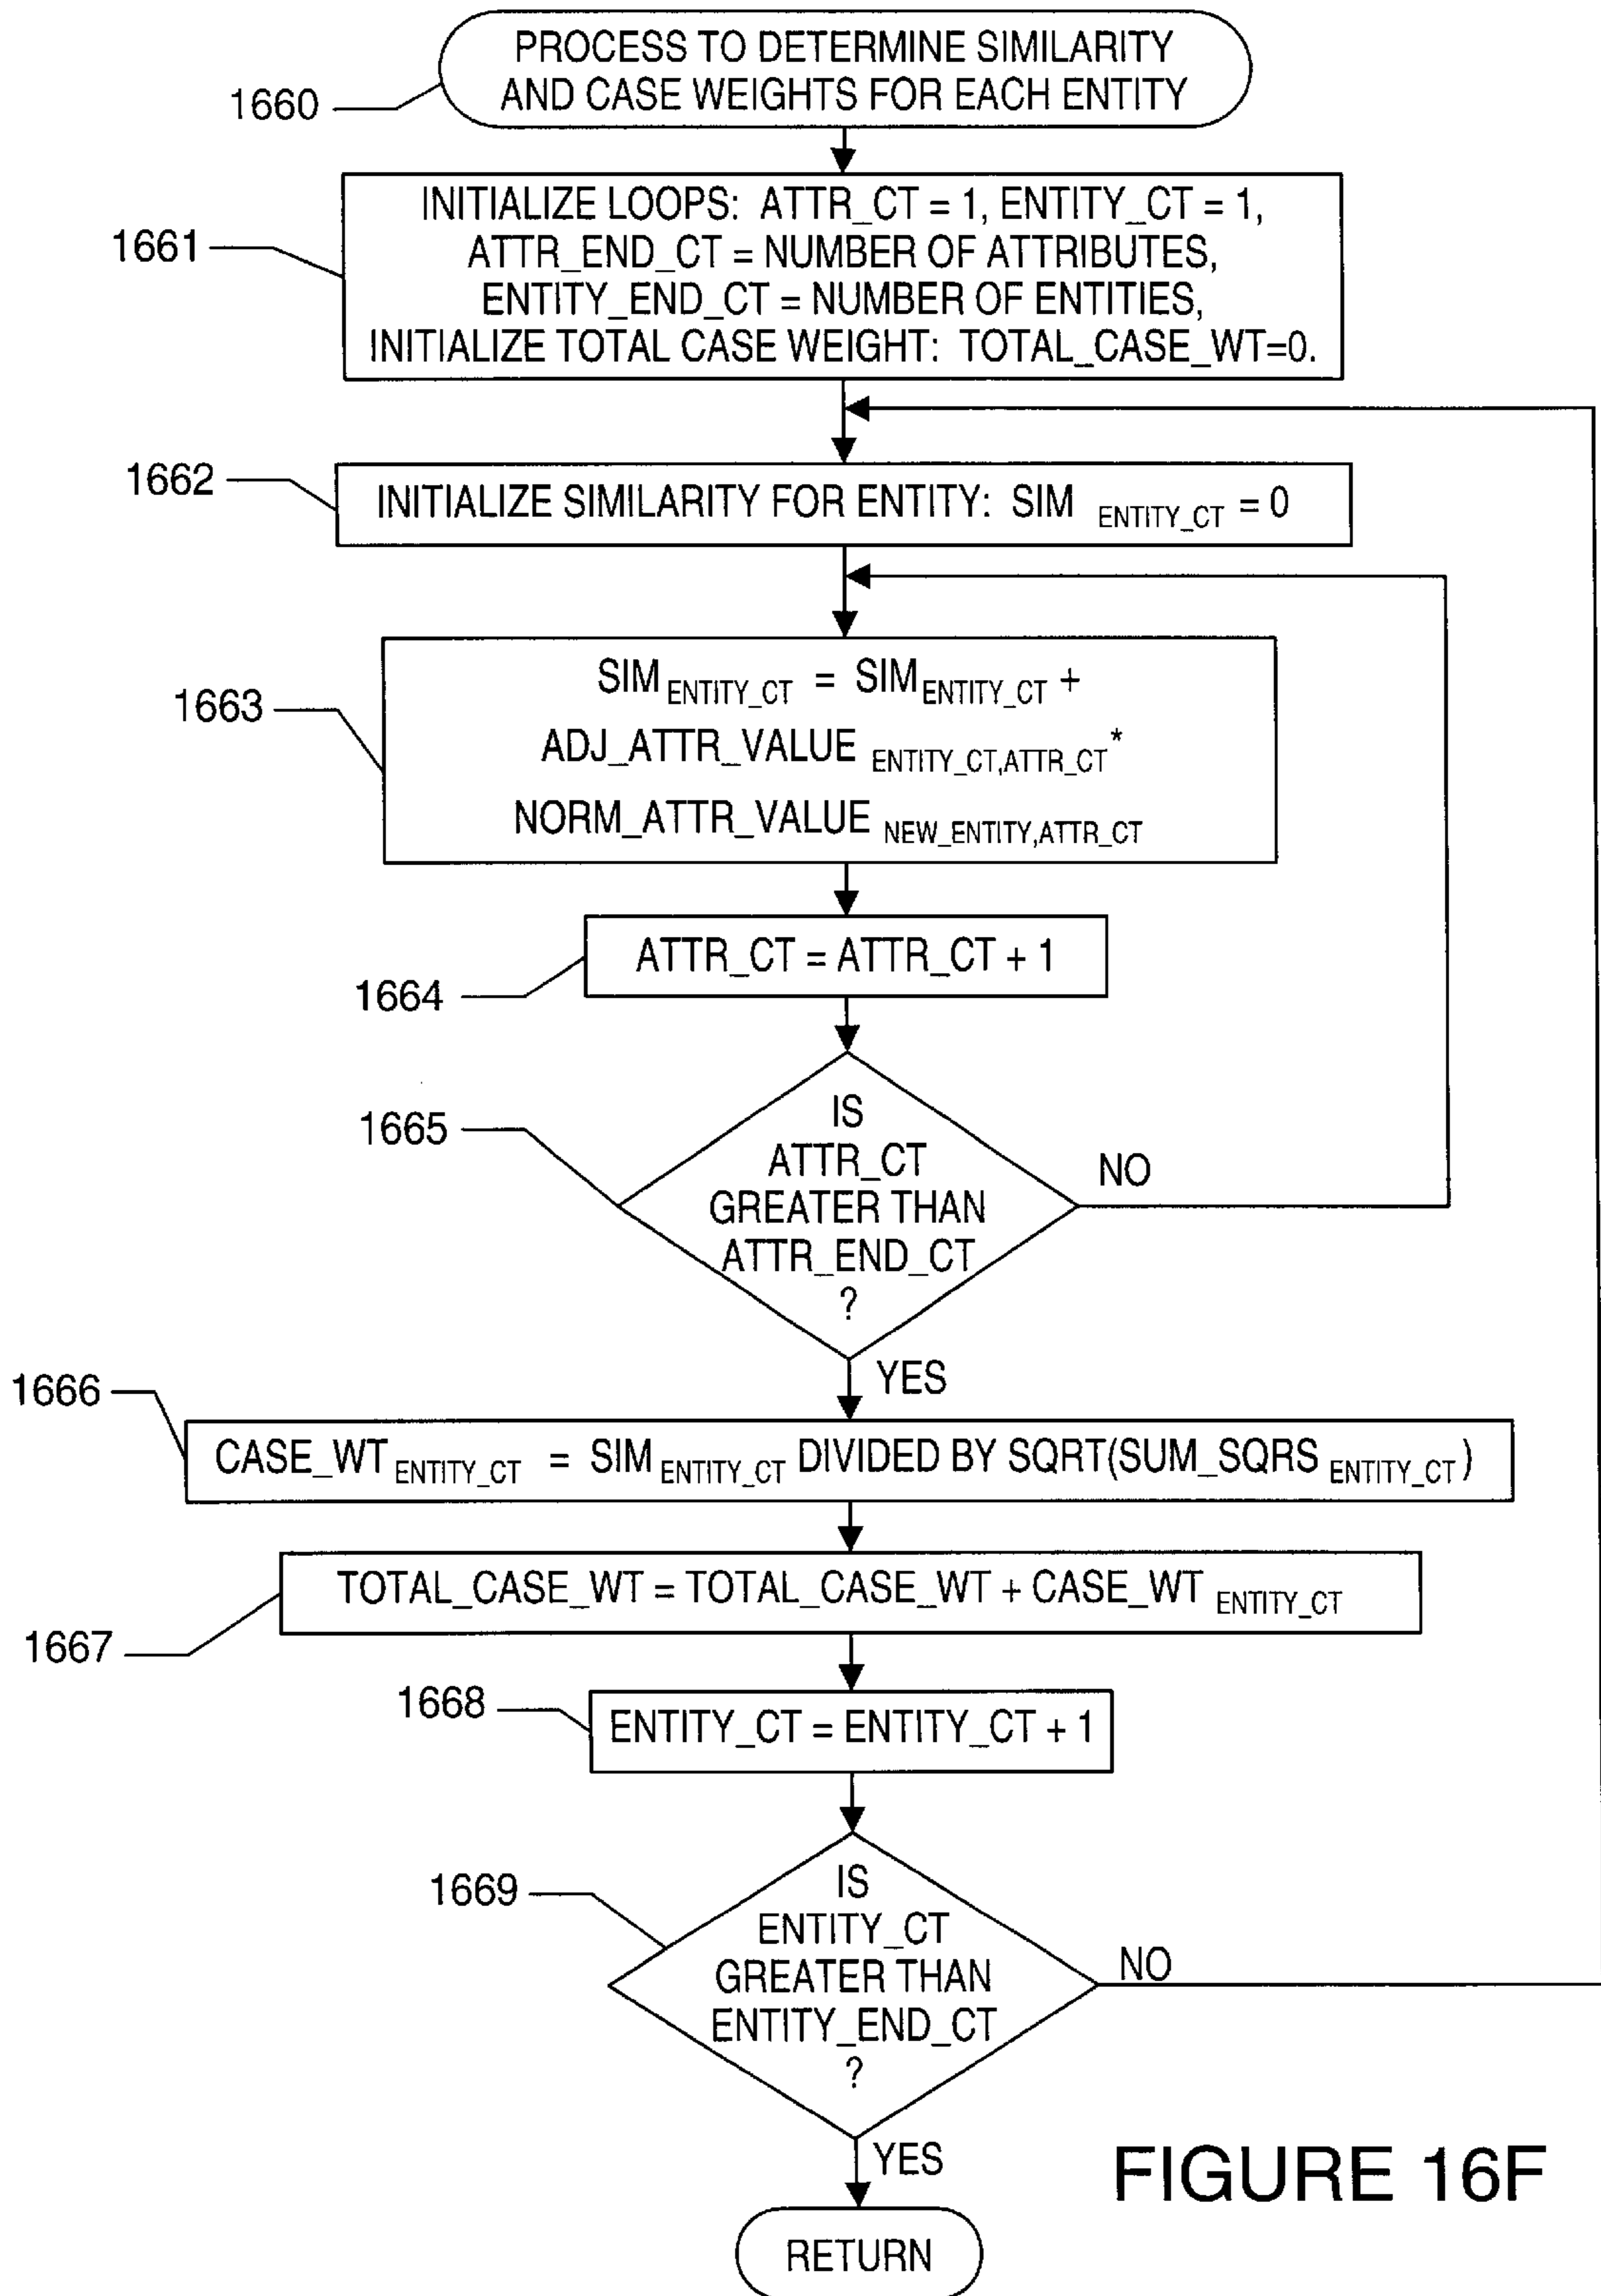 PROCESS TO DETERMINE SIMILARITY
AND CASE WEIGHTS FOR EACH ENTITY
1660
INITIALIZE LOOPS: ATTR_CT = 1, ENTITY_CT = 1,
ATTR_END_CT = NUMBER OF ATTRIBUTES,
ENTITY_END_CT = NUMBER OF ENTITIES,
INITIALIZE TOTAL CASE WEIGHT: TOTAL_CASE_WT=0.
1661
1662
INITIALIZE SIMILARITY FOR ENTITY: SIM ENTITY_CT = 0
1663
SIM ENTITY_CT = SIM ENTITY_CT +
ADJ_ATTR_VALUE ENTITY_CT,ATTR_CT *
NORM_ATTR_VALUE NEW_ENTITY,ATTR_CT
ATTR_CT = ATTR_CT + 1
1664
1665
IS
ATTR_CT
GREATER THAN
ATTR_END_CT
?
NO
YES
1666
CASE_WT ENTITY_CT = SIM ENTITY_CT DIVIDED BY SQRT(SUM_SQRS ENTITY_CT)
TOTAL_CASE_WT = TOTAL_CASE_WT + CASE_WT ENTITY_CT
1667
1668
ENTITY_CT = ENTITY_CT + 1
1669
IS
ENTITY_CT
GREATER THAN
ENTITY_END_CT
?
NO
YES
RETURN
FIGURE 16F